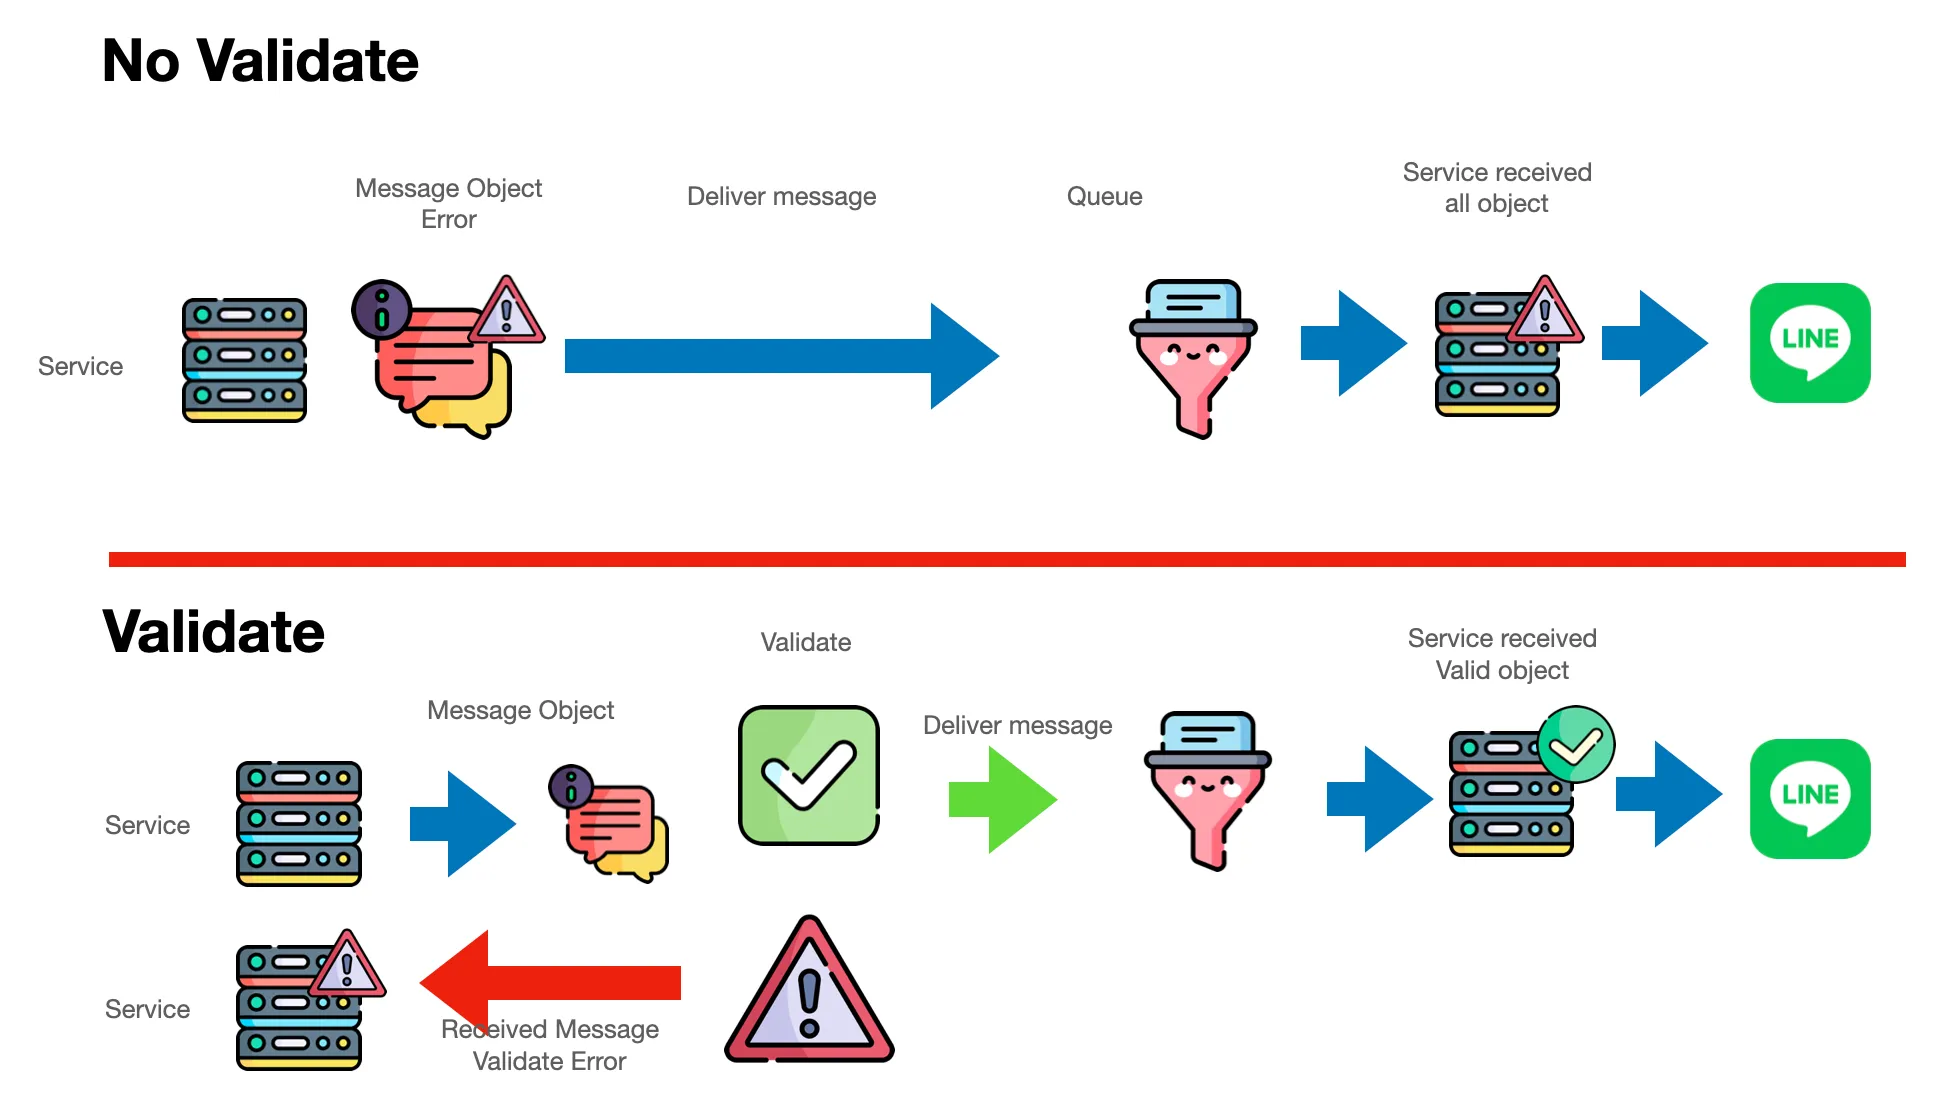 No Validate
Message Object
Error
Deliver message
Queue
Service received
all object
Service
LINE
Validate
Validate
Service received
Valid object
Message Object
Deliver message
Service
LINE
Service
Received Message
Validate Error